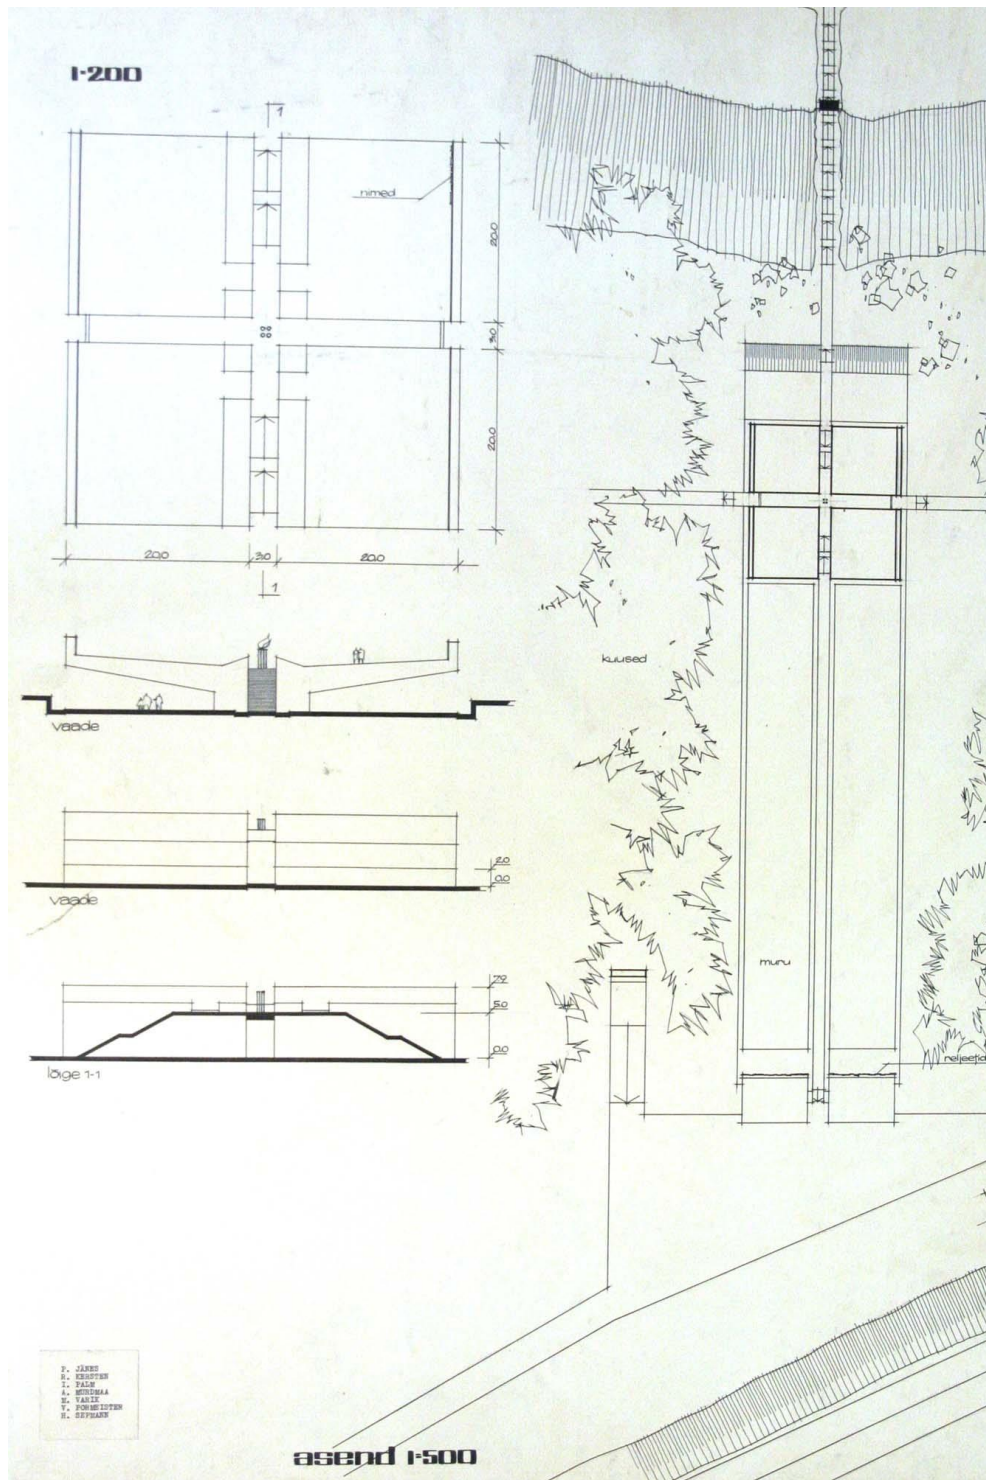 1:200
1
nimed
20.0
3.0
20.0
20.0
3.0
20.0
1
vaade
2.0
0.0
vaade
7.2
5.0
0.0
lõige 1-1
kuused
muru
P. JÄNES
R. KERSTEN
I. PALM
A. MURDMAA
M. VARIK
V. PORMEISTER
H. SEPMANN
asend 1:500